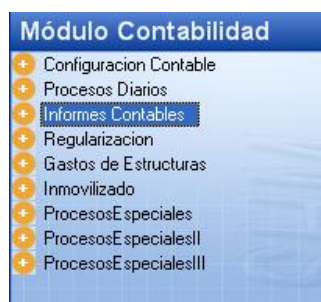 Módulo Contabilidad
Configuracion Contable
Procesos Diarios
Informes Contables
Regularizacion
Gastos de Estructuras
Inmovilizado
ProcesosEspeciales
ProcesosEspecialesII
ProcesosEspecialesIII